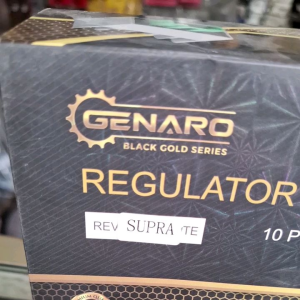 GENARO
BLACK GOLD SERIES
REGULATOR
REV SUPRA TE
10 P